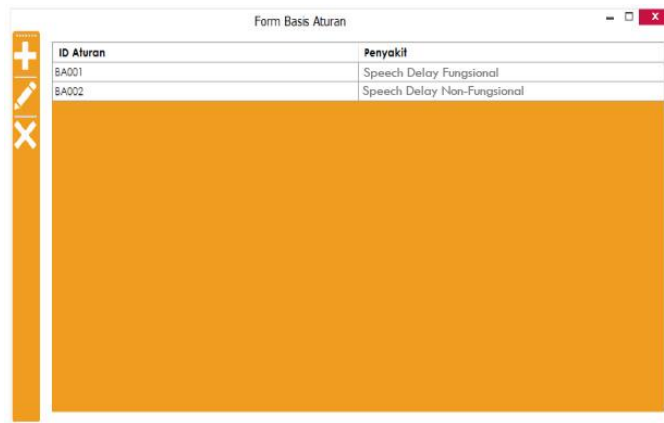 Form Basis Aturan
ID Aturan Penyakit
BA001 Speech Delay Fungsional
BA002 Speech Delay Non-Fungsional